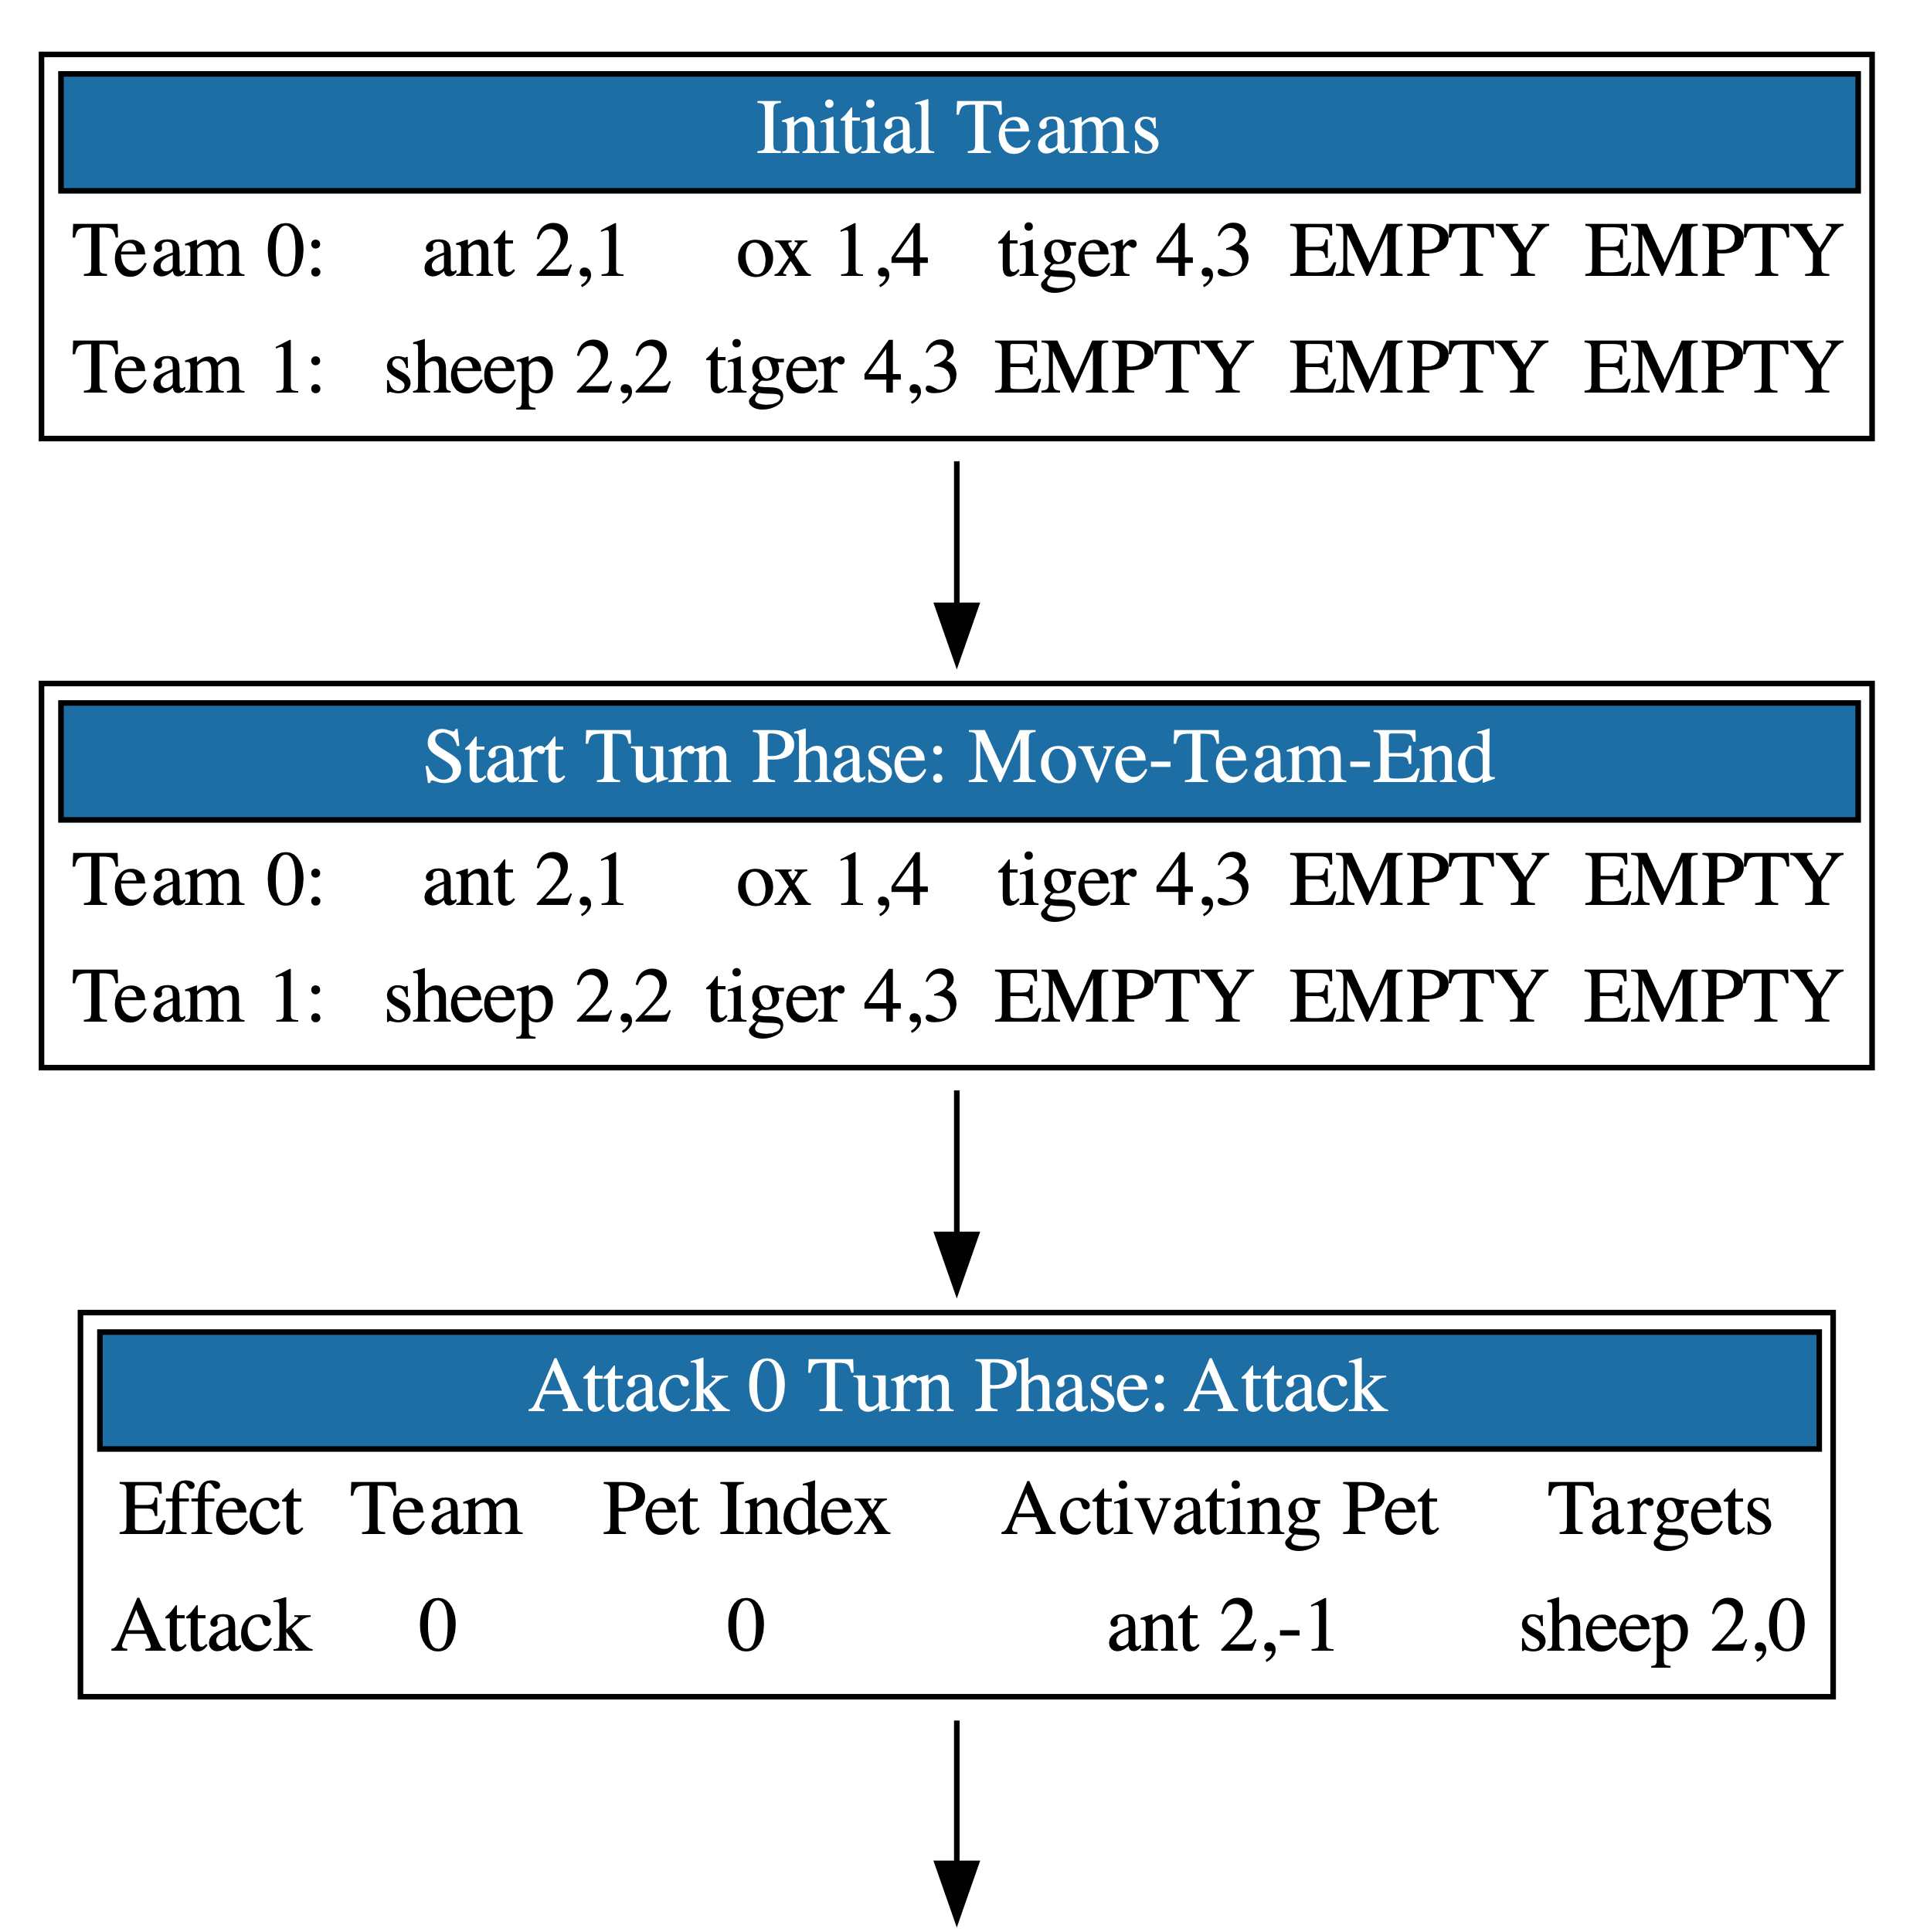 Initial Teams
Team 0: ant 2,1 ox 1,4 tiger 4,3 EMPTY EMPTY
Team 1: sheep 2,2 tiger 4,3 EMPTY EMPTY EMPTY
Start Turn Phase: Move-Team-End
Team 0: ant 2,1 ox 1,4 tiger 4,3 EMPTY EMPTY
Team 1: sheep 2,2 tiger 4,3 EMPTY EMPTY EMPTY
Attack 0 Turn Phase: Attack
Effect Team Pet Index Activating Pet Targets
Attack 0 0 ant 2,-1 sheep 2,0